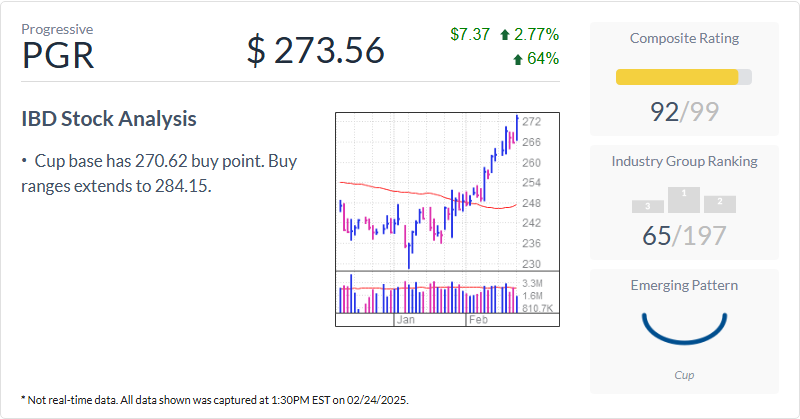 Progressive
PGR
$ 273.56
$7.37 2.77%
64%
IBD Stock Analysis
• Cup base has 270.62 buy point. Buy
ranges extends to 284.15.
272
266
260
254
248
242
236
230
3.3M
1.6M
810.7K
Jan Feb
Composite Rating
92/99
Industry Group Ranking
3 1 2
65/197
Emerging Pattern
Cup
* Not real-time data. All data shown was captured at 1:30PM EST on 02/24/2025.